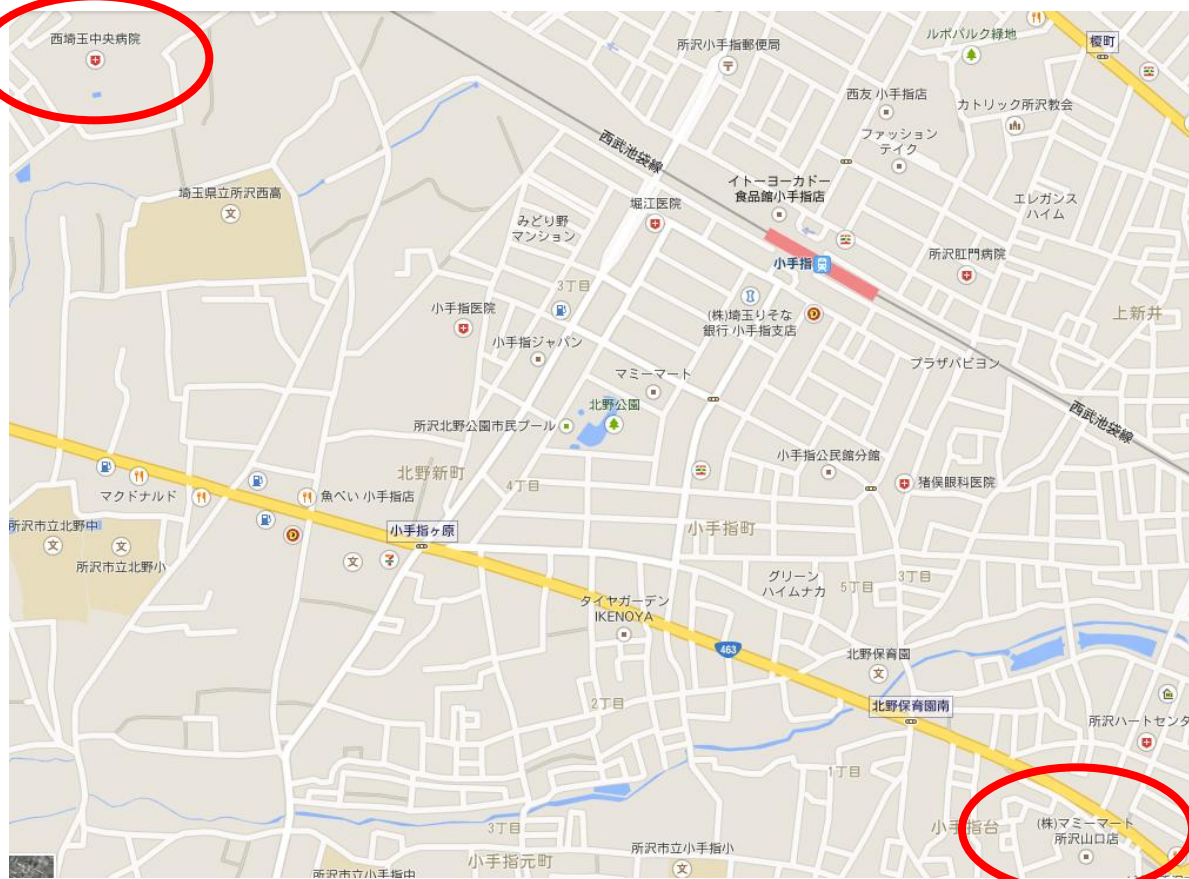 西埼玉中央病院
所沢小手指郵便局
ルポパルク緑地
榎町
西友 小手指店
カトリック所沢教会
ファッション
テイク
西武池袋線
埼玉県立所沢西高
イトーヨーカドー
食品館小手指店
堀江医院
エレガンス
ハイム
みどり野
マンション
所沢肛門病院
小手指
3丁目
小手指医院
(株)埼玉りそな
銀行 小手指支店
上新井
小手指ジャパン
プラザパピヨン
マミーマート
北野公園
西武池袋線
所沢北野公園市民プール
小手指公民館分館
北野新町
猪俣眼科医院
4丁目
マクドナルド
魚べい 小手指店
所沢市立北野中
小手指ヶ原
小手指町
所沢市立北野小
グリーン
ハイムナカ
5丁目
3丁目
タイヤガーデン
IKENOYA
463
北野保育園
2丁目
北野保育園南
所沢ハートセンタ
1丁目
小手指台
(株)マミーマート
所沢山口店
3丁目
小手指元町
所沢市立小手指小
所沢市立小手指中